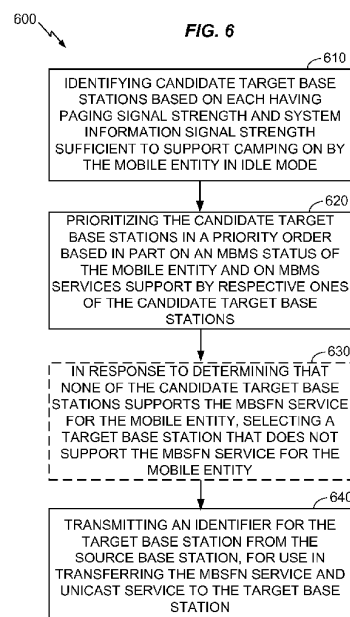 600
FIG. 6
610
IDENTIFYING CANDIDATE TARGET BASE
STATIONS BASED ON EACH HAVING
PAGING SIGNAL STRENGTH AND SYSTEM
INFORMATION SIGNAL STRENGTH
SUFFICIENT TO SUPPORT CAMPING ON BY
THE MOBILE ENTITY IN IDLE MODE
620
PRIORITIZING THE CANDIDATE TARGET
BASE STATIONS IN A PRIORITY ORDER
BASED IN PART ON AN MBMS STATUS OF
THE MOBILE ENTITY AND ON MBMS
SERVICES SUPPORT BY RESPECTIVE ONES
OF THE CANDIDATE TARGET BASE
STATIONS
630
IN RESPONSE TO DETERMINING THAT
NONE OF THE CANDIDATE TARGET BASE
STATIONS SUPPORTS THE MBSFN SERVICE
FOR THE MOBILE ENTITY, SELECTING A
TARGET BASE STATION THAT DOES NOT
SUPPORT THE MBSFN SERVICE FOR THE
MOBILE ENTITY
640
TRANSMITTING AN IDENTIFIER FOR THE
TARGET BASE STATION FROM THE
SOURCE BASE STATION, FOR USE IN
TRANSFERRING THE MBSFN SERVICE AND
UNICAST SERVICE TO THE TARGET BASE
STATION